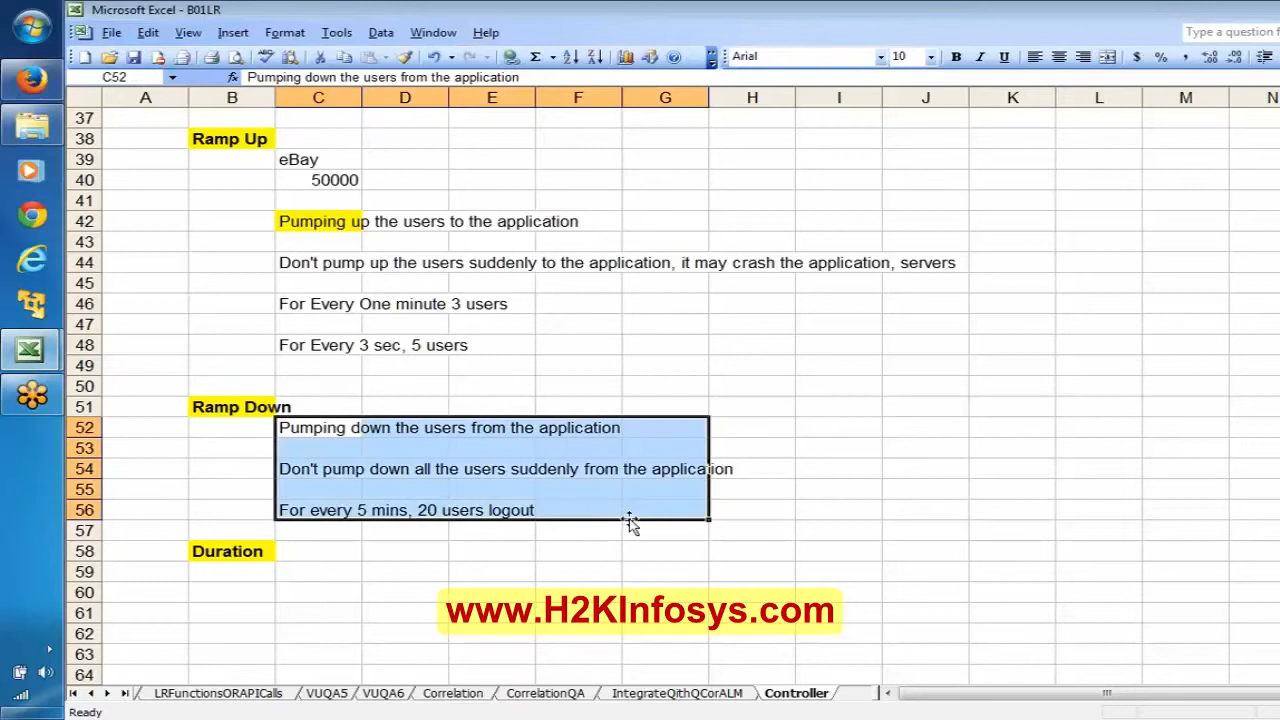 Microsoft Excel - B01LR
File Edit View Insert Format Tools Data Window Help
Type a question f
Arial 10 B I U $ % ,
C52 fx Pumping down the users from the application
A B C D E F G H I J K L M N
37
38 Ramp Up
39 eBay
40 50000
41
42 Pumping up the users to the application
43
44 Don't pump up the users suddenly to the application, it may crash the application, servers
45
46 For Every One minute 3 users
47
48 For Every 3 sec, 5 users
49
50
51 Ramp Down
52 Pumping down the users from the application
53
54 Don't pump down all the users suddenly from the application
55
56 For every 5 mins, 20 users logout
57
58 Duration
59
60
61
www.H2KInfosys.com
62
63
64
LRFunctionsORAPICalls VUQA5 VUQA6 Correlation CorrelationQA IntegrateQithQCorALM Controller
Ready